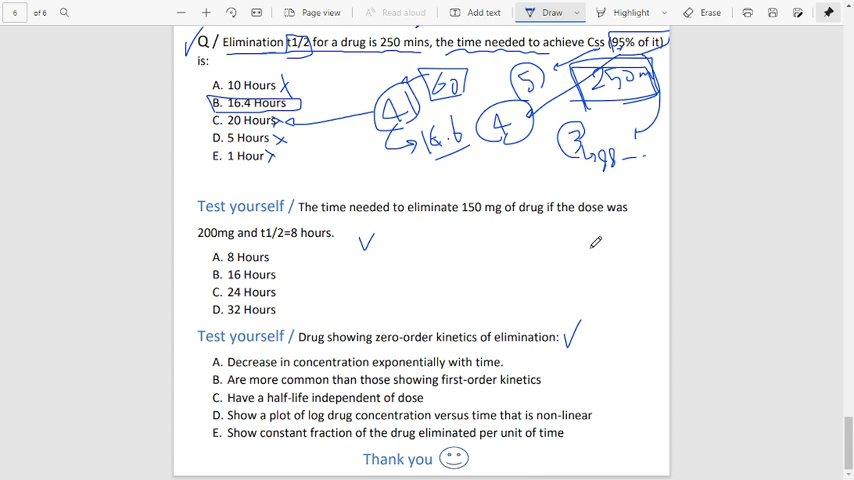 6 of 6 Page view Read aloud Add text Draw Highlight Erase
Q / Elimination t1/2 for a drug is 250 mins, the time needed to achieve Css (95% of it)
is:
A. 10 Hours
B. 16.4 Hours
C. 20 Hours
D. 5 Hours
E. 1 Hour
60
5
250 m
4
16.6
3
98
Test yourself / The time needed to eliminate 150 mg of drug if the dose was
200mg and t1/2=8 hours.
A. 8 Hours
B. 16 Hours
C. 24 Hours
D. 32 Hours
Test yourself / Drug showing zero-order kinetics of elimination:
A. Decrease in concentration exponentially with time.
B. Are more common than those showing first-order kinetics
C. Have a half-life independent of dose
D. Show a plot of log drug concentration versus time that is non-linear
E. Show constant fraction of the drug eliminated per unit of time
Thank you